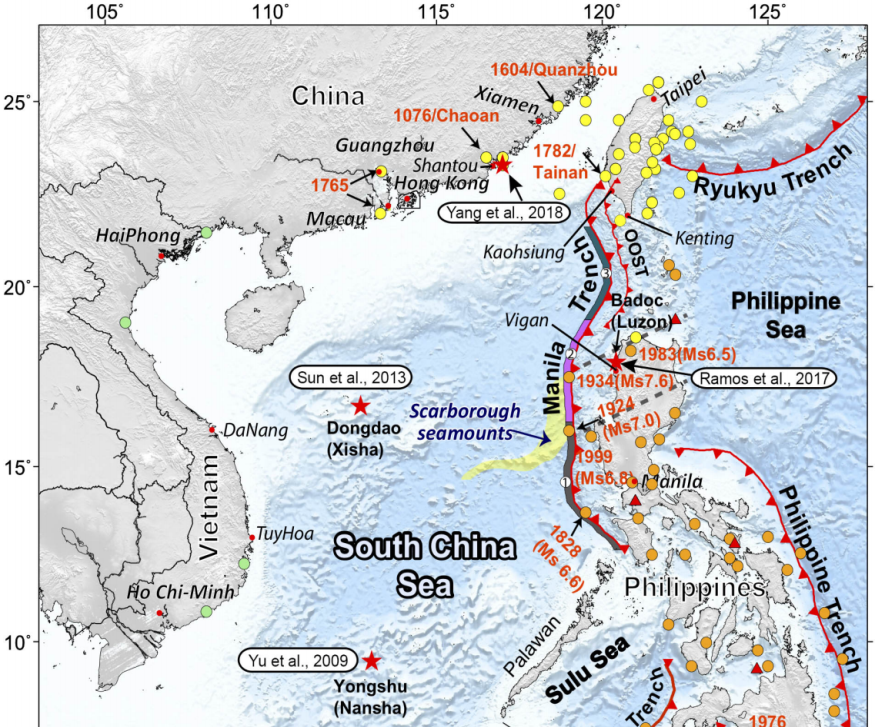 105°
110°
115°
120°
125°
25°
20°
15°
10°
China
1604/Quanzhou
Xiamen
1076/Chaoan
Taipei
Guangzhou
Shantou
1782/
Tainan
1765
Hong Kong
Macau
Yang et al., 2018
Ryukyu Trench
HaiPhong
Kaohsiung
OOST
Kenting
Manila Trench
3
2
1
Badoc
(Luzon)
Philippine
Sea
Vigan
1983(Ms6.5)
Sun et al., 2013
1934(Ms7.6)
Ramos et al., 2017
Dongdao
(Xisha)
Scarborough
seamounts
1924
(Ms7.0)
DaNang
1999
(Ms6.8)
Manila
Vietnam
TuyHoa
South China
Sea
1828
(Ms 6.6)
Philippine Trench
Ho Chi-Minh
Philippines
Palawan
Yu et al., 2009
Yongshu
(Nansha)
Sulu Sea
Trench
1976